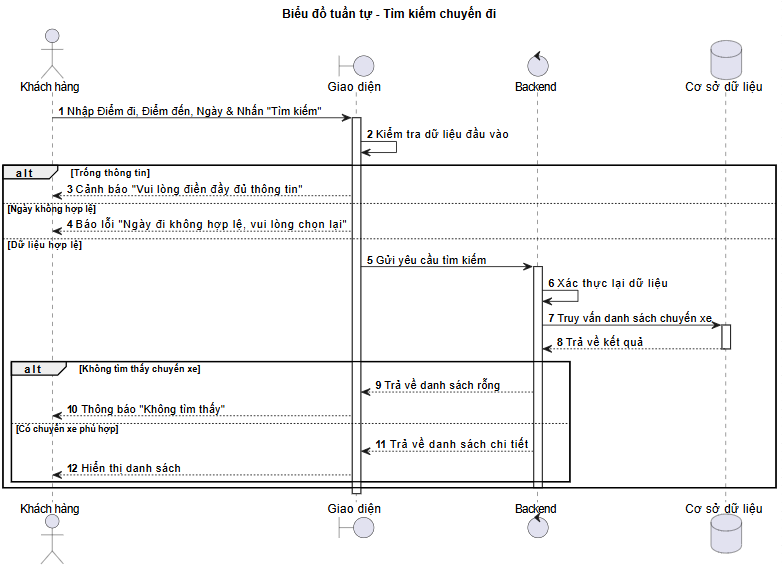 Biểu đồ tuần tự - Tìm kiếm chuyến đi
Khách hàng Giao diện Backend Cơ sở dữ liệu
1 Nhập Điểm đi, Điểm đến, Ngày & Nhấn "Tìm kiếm"
2 Kiểm tra dữ liệu đầu vào
alt [Trống thông tin]
3 Cảnh báo "Vui lòng điền đầy đủ thông tin"
[Ngày không hợp lệ]
4 Báo lỗi "Ngày đi không hợp lệ, vui lòng chọn lại"
[Dữ liệu hợp lệ]
5 Gửi yêu cầu tìm kiếm
6 Xác thực lại dữ liệu
7 Truy vấn danh sách chuyến xe
8 Trả về kết quả
alt [Không tìm thấy chuyến xe]
9 Trả về danh sách rỗng
10 Thông báo "Không tìm thấy"
[Có chuyến xe phù hợp]
11 Trả về danh sách chi tiết
12 Hiển thị danh sách
Khách hàng Giao diện Backend Cơ sở dữ liệu